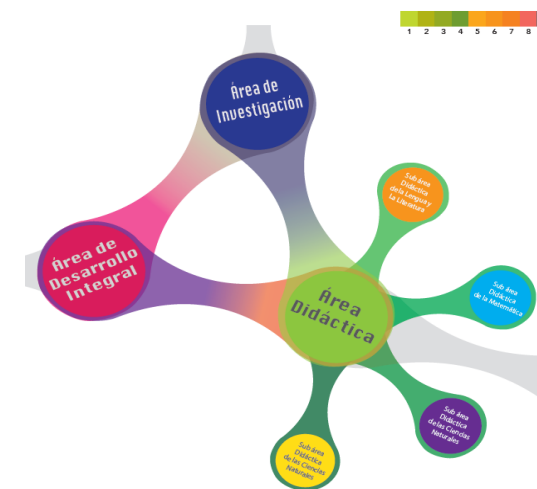 1 2 3 4 5 6 7 8
Área de
Investigación
Sub área
Didáctica
de la Lengua y
la Literatura
Área de
Desarrollo
Integral
Sub área
Didáctica
de la Matemática
Área
Didáctica
Sub área
Didáctica
de las Ciencias
Naturales
Sub área
Didáctica
de las Ciencies
Naturales